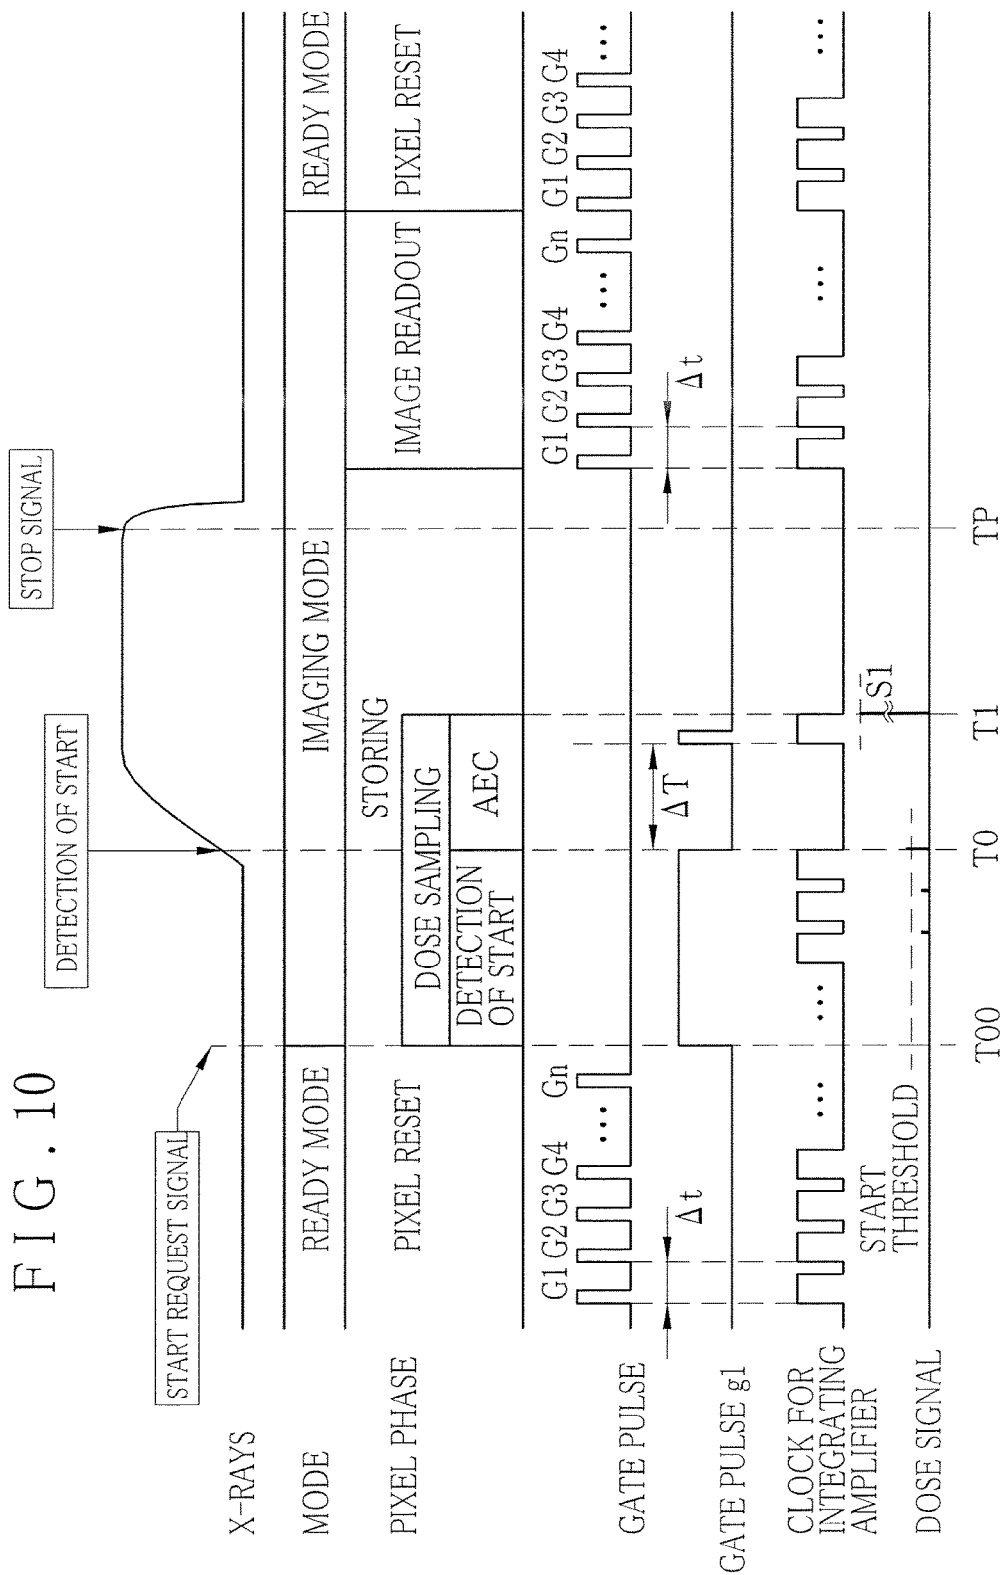 FIG. 10
START REQUEST SIGNAL
DETECTION OF START
STOP SIGNAL
X-RAYS
MODE
READY MODE
IMAGING MODE
READY MODE
PIXEL PHASE
PIXEL RESET
STORING
DOSE SAMPLING
DETECTION
OF START
AEC
IMAGE READOUT
PIXEL RESET
GATE PULSE
G1 G2 G3 G4 ... Gn
G1 G2 G3 G4 ... Gn
G1 G2 G3 G4 ...
Δt
ΔT
Δt
GATE PULSE g1
CLOCK FOR
INTEGRATING
AMPLIFIER
... ... ... ...
START
THRESHOLD
S1
DOSE SIGNAL
T00
T0
T1
TP